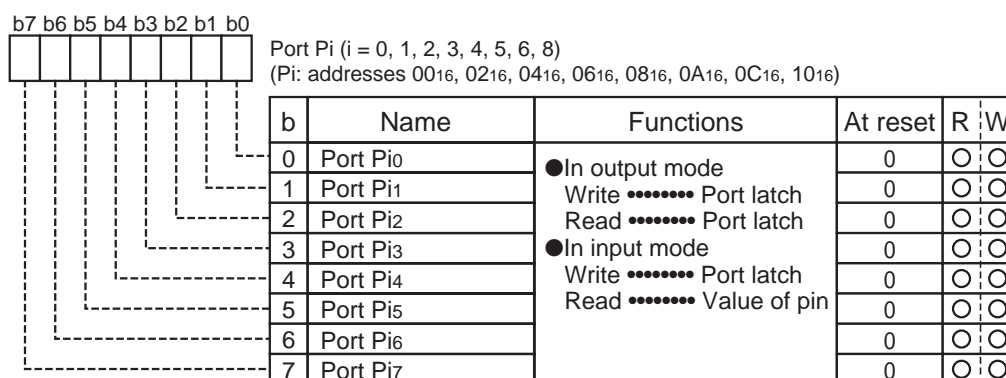 b7 b6 b5 b4 b3 b2 b1 b0
Port Pi (i = 0, 1, 2, 3, 4, 5, 6, 8)
(Pi: addresses 0016, 0216, 0416, 0616, 0816, 0A16, 0C16, 1016)
b Name Functions At reset R W
0 Port Pi0 ●In output mode 0 O O
1 Port Pi1 Write •••••••• Port latch 0 O O
2 Port Pi2 Read •••••••• Port latch 0 O O
3 Port Pi3 ●In input mode 0 O O
4 Port Pi4 Write •••••••• Port latch 0 O O
5 Port Pi5 Read •••••••• Value of pin 0 O O
6 Port Pi6 0 O O
7 Port Pi7 0 O O